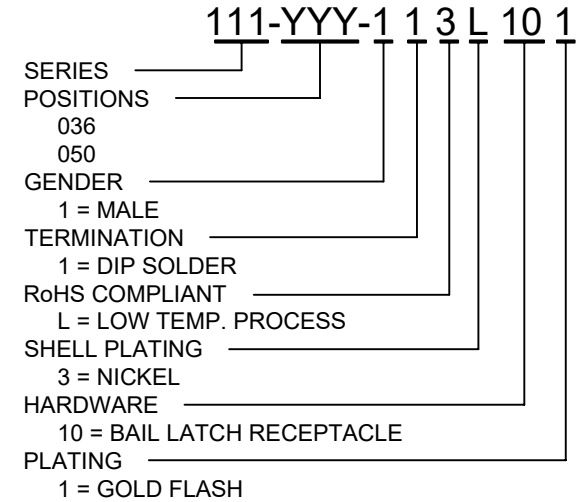 111-YYY-1 1 3 L 10 1
SERIES
POSITIONS
036
050
GENDER
1 = MALE
TERMINATION
1 = DIP SOLDER
RoHS COMPLIANT
L = LOW TEMP. PROCESS
SHELL PLATING
3 = NICKEL
HARDWARE
10 = BAIL LATCH RECEPTACLE
PLATING
1 = GOLD FLASH